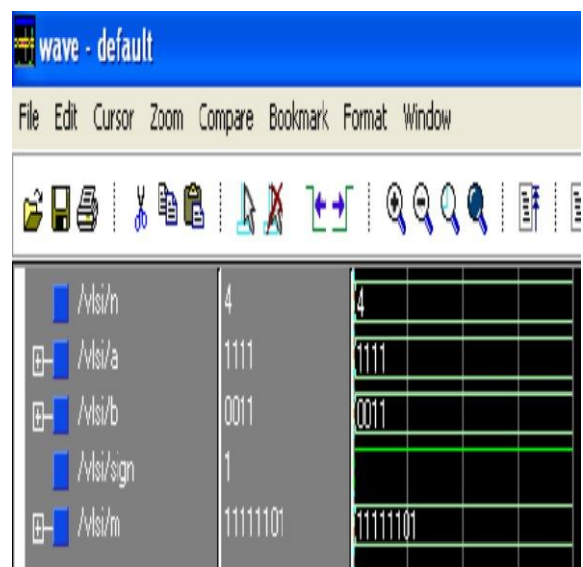 wave - default
File Edit Cursor Zoom Compare Bookmark Format Window
/vlsi/n 4 4
/vlsi/a 1111 1111
/vlsi/b 0011 0011
/vlsi/sign 1
/vlsi/m 11111101 11111101